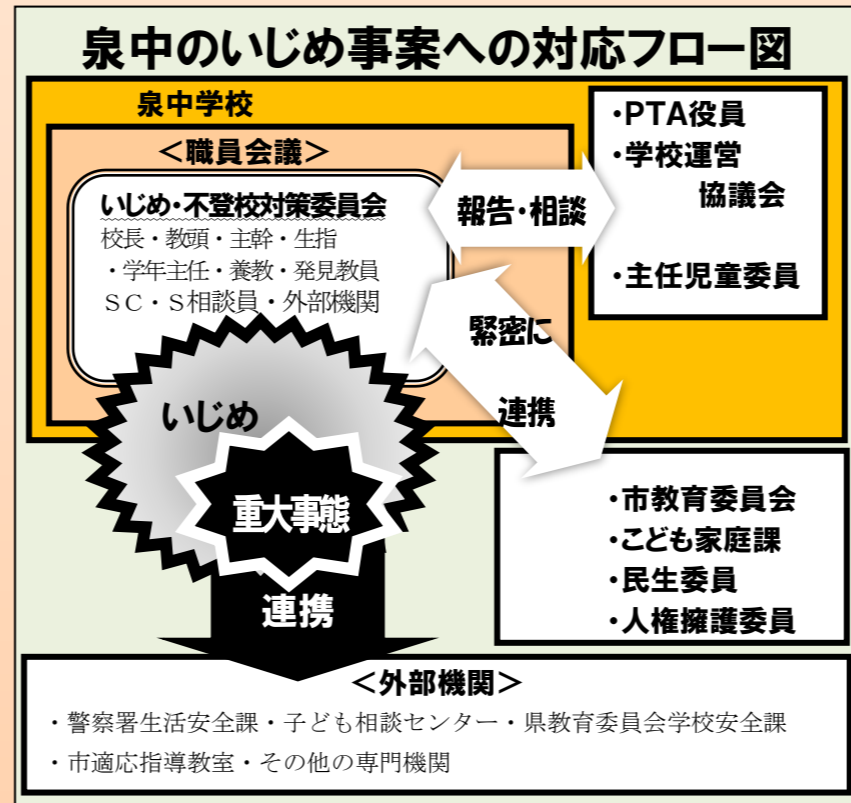 泉中のいじめ事案への対応フロー図
泉中学校
＜職員会議＞
いじめ・不登校対策委員会
校長・教頭・主幹・生指
・学年主任・養教・発見教員
ＳＣ・Ｓ相談員・外部機関
報告・相談
・PTA役員
・学校運営
協議会
・主任児童委員
緊密に
連携
いじめ
重大事態
連携
・市教育委員会
・こども家庭課
・民生委員
・人権擁護委員
＜外部機関＞
・警察署生活安全課・子ども相談センター・県教育委員会学校安全課
・市適応指導教室・その他の専門機関